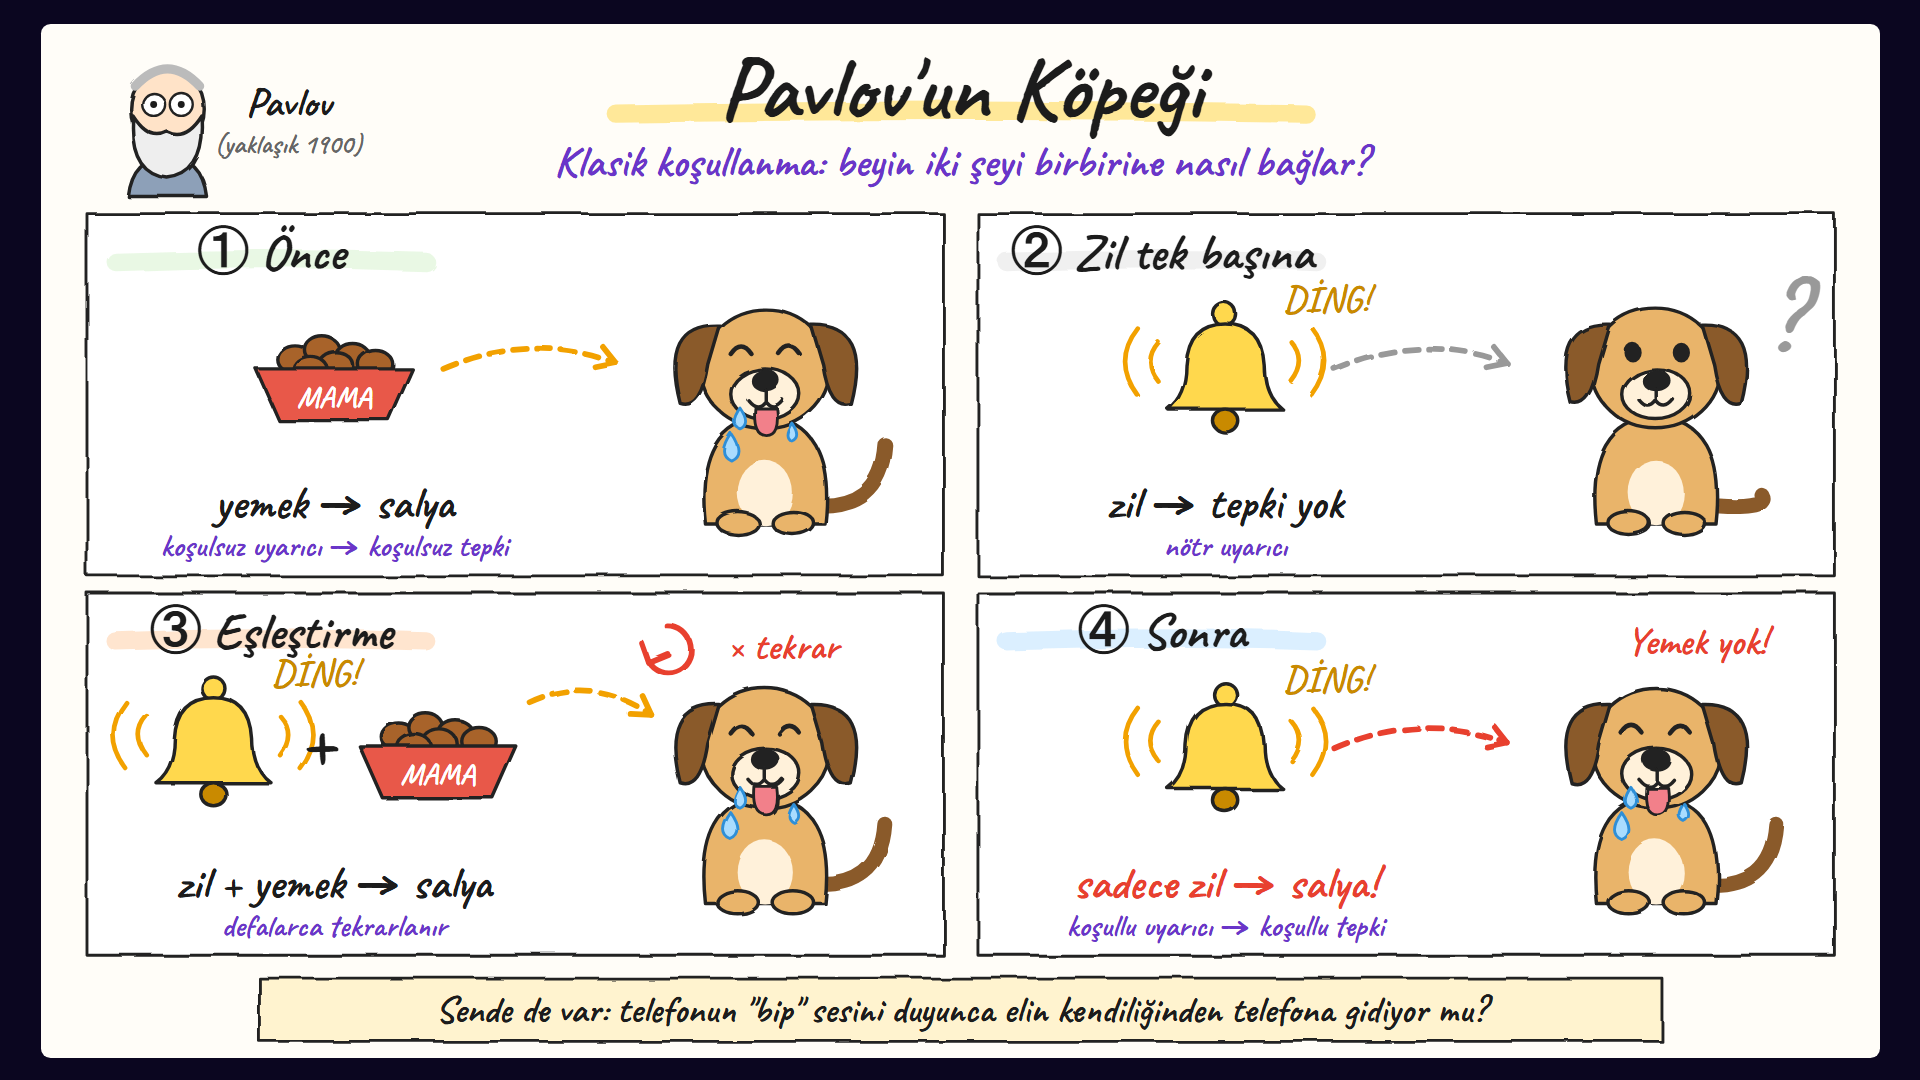 Pavlov'un Köpeği
Klasik koşullanma: beyin iki şeyi birbirine nasıl bağlar?
Pavlov
(yaklaşık 1900)
① Önce
MAMA
yemek → salya
koşulsuz uyarıcı → koşulsuz tepki
② Zil tek başına
DİNG!
?
zil → tepki yok
nötr uyarıcı
③ Eşleştirme
DİNG!
× tekrar
+
MAMA
zil + yemek → salya
defalarca tekrarlanır
④ Sonra
Yemek yok!
DİNG!
sadece zil → salya!
koşullu uyarıcı → koşullu tepki
Sende de var: telefonun "bip" sesini duyunca elin kendiliğinden telefona gidiyor mu?